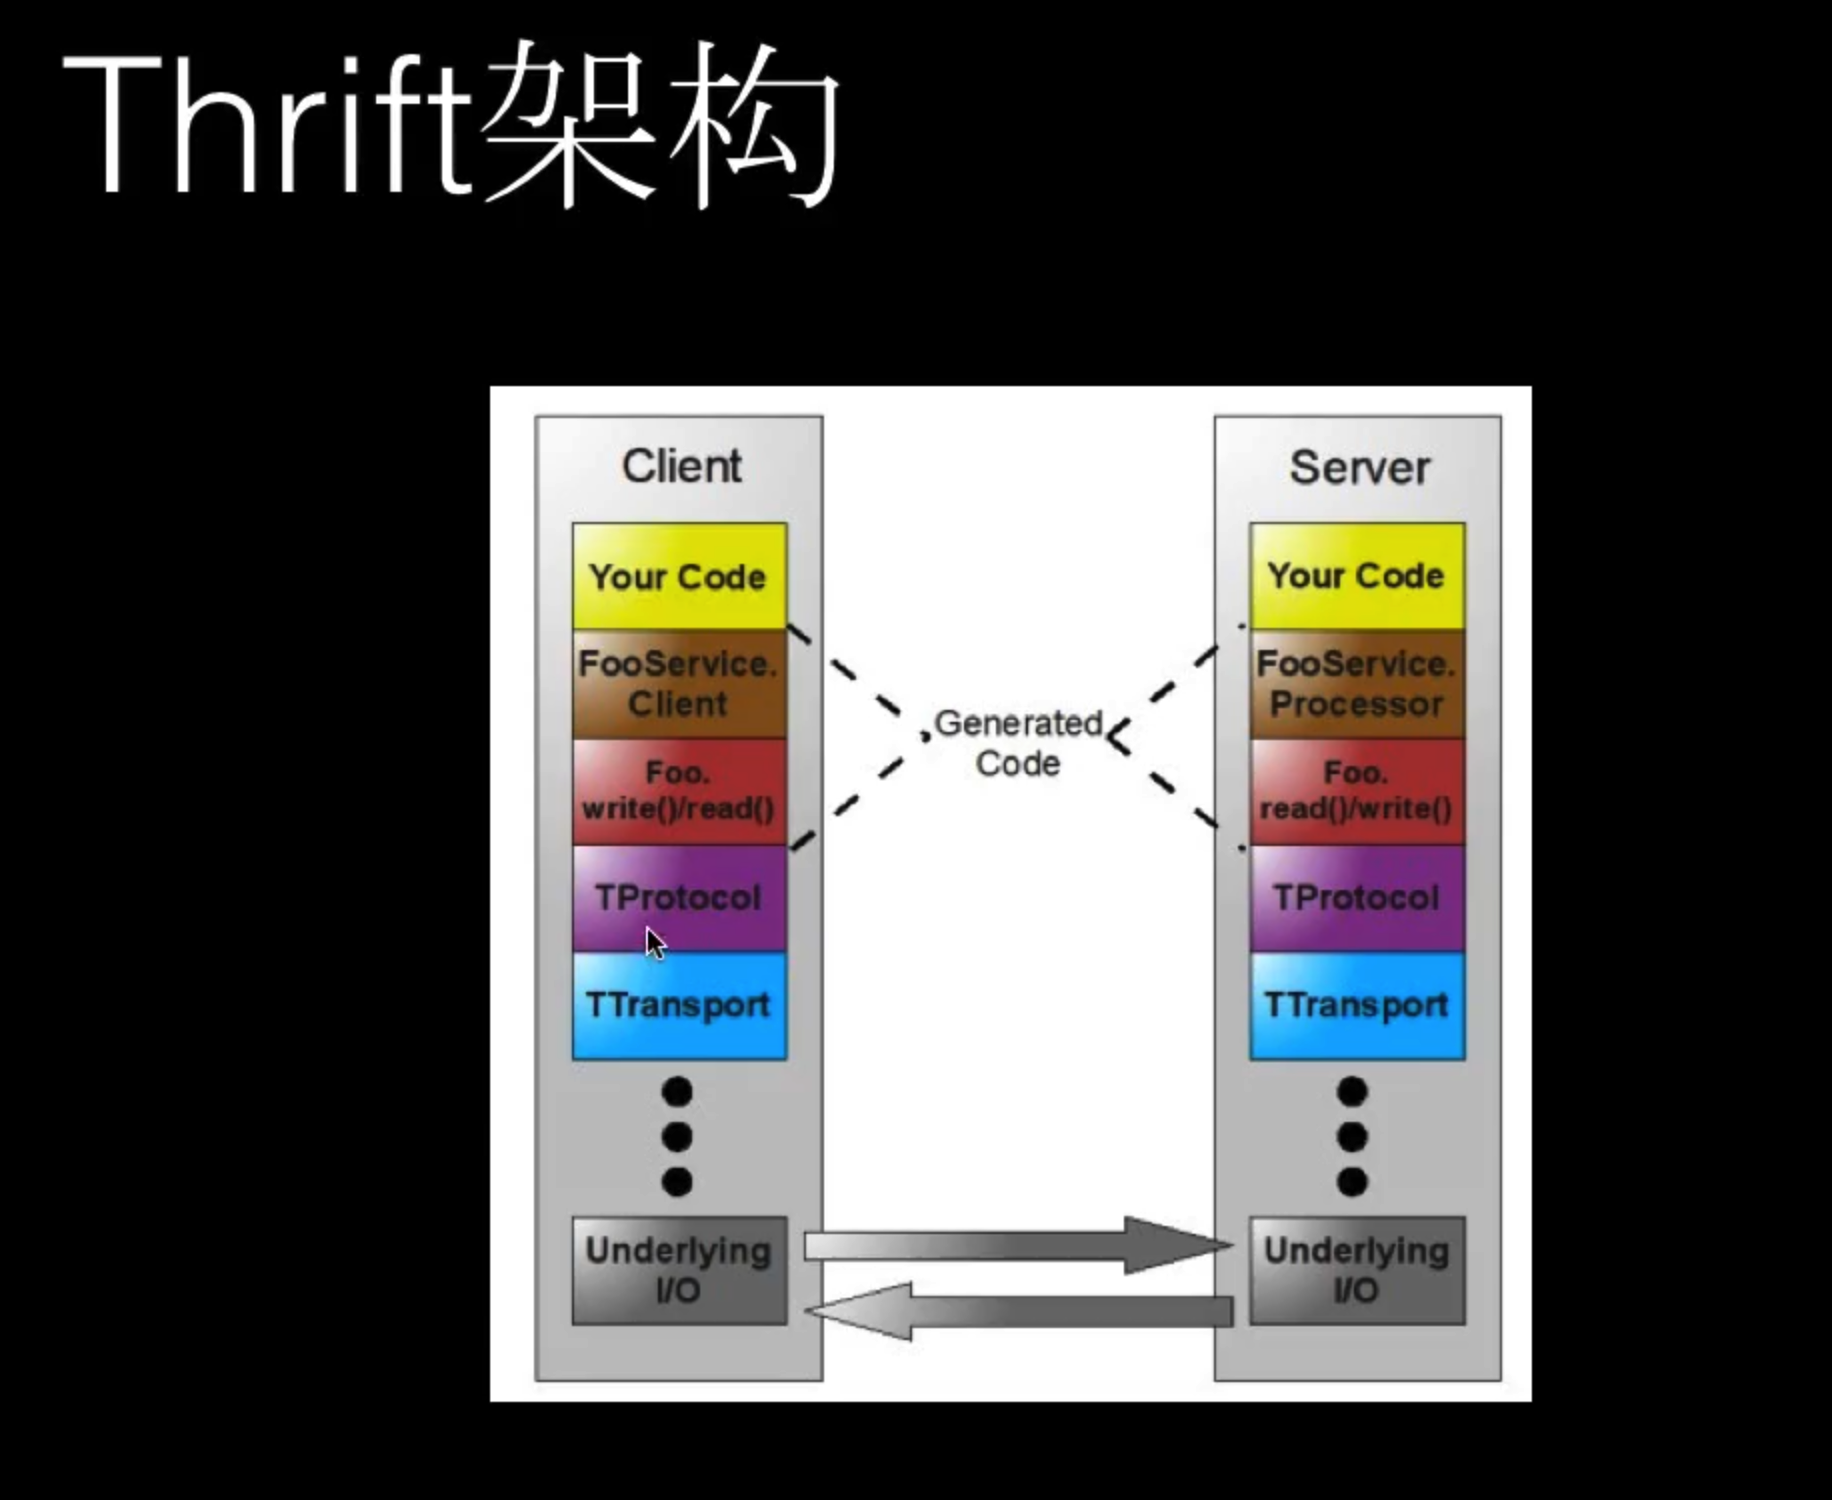 Thrift架构
Client
Your Code
FooService.
Client
Foo.
write()/read()
TProtocol
TTransport
Underlying
I/O
Generated
Code
Server
Your Code
FooService.
Processor
Foo.
read()/write()
TProtocol
TTransport
Underlying
I/O